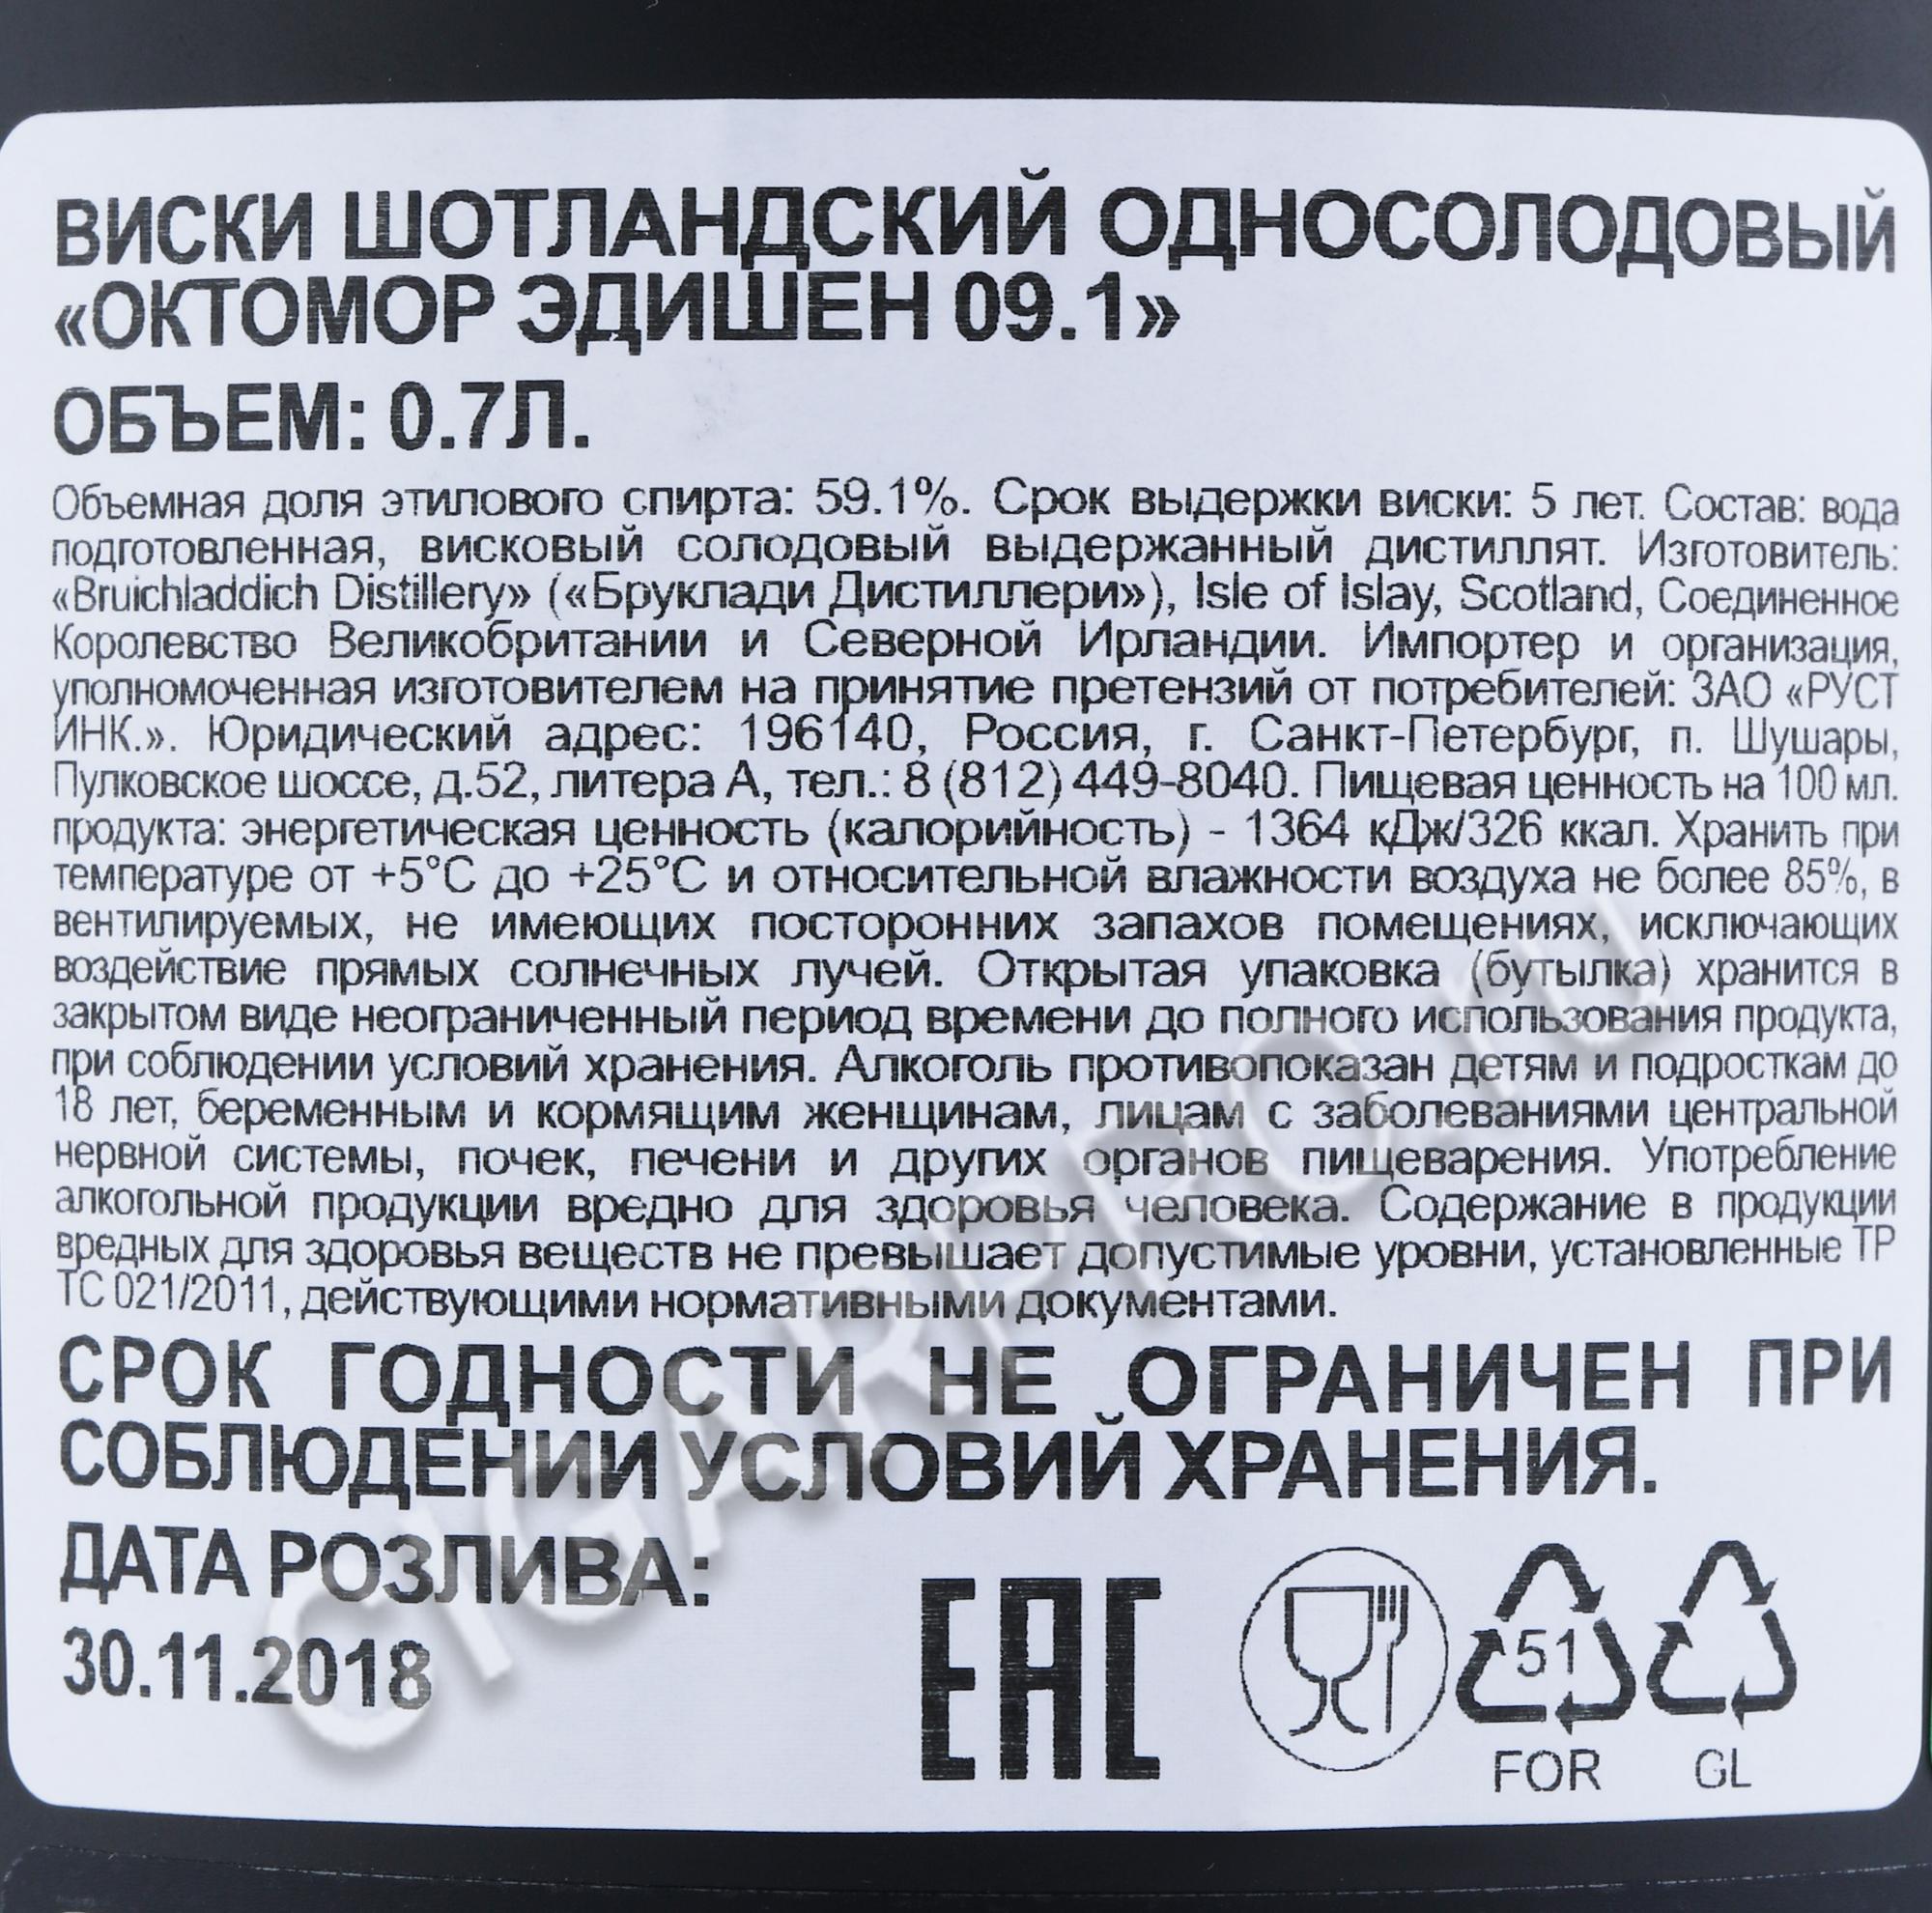 ВИСКИ ШОТЛАНДСКИЙ ОДНОСОЛОДОВЫЙ
«ОКТОМОР ЭДИШЕН 09.1»
ОБЪЕМ: 0.7Л.
Объемная доля этилового спирта: 59.1%. Срок выдержки виски: 5 лет. Состав: вода
подготовленная, висковый солодовый выдержанный дистиллят. Изготовитель:
«Bruichladdich Distillery» («Бруклади Дистиллери»), Isle of Islay, Scotland, Соединенное
Королевство Великобритании и Северной Ирландии. Импортер и организация,
уполномоченная изготовителем на принятие претензий от потребителей: ЗАО «РУСТ
ИНК.». Юридический адрес: 196140, Россия, г. Санкт-Петербург, п. Шушары,
Пулковское шоссе, д.52, литера А, тел.: 8 (812) 449-8040. Пищевая ценность на 100 мл.
продукта: энергетическая ценность (калорийность) - 1364 кДж/326 ккал. Хранить при
температуре от +5°С до +25°С и относительной влажности воздуха не более 85%, в
вентилируемых, не имеющих посторонних запахов помещениях, исключающих
воздействие прямых солнечных лучей. Открытая упаковка (бутылка) хранится в
закрытом виде неограниченный период времени до полного использования продукта,
при соблюдении условий хранения. Алкоголь противопоказан детям и подросткам до
18 лет, беременным и кормящим женщинам, лицам с заболеваниями центральной
нервной системы, почек, печени и других органов пищеварения. Употребление
алкогольной продукции вредно для здоровья человека. Содержание в продукции
вредных для здоровья веществ не превышает допустимые уровни, установленные ТР
ТС 021/2011, действующими нормативными документами.
СРОК ГОДНОСТИ НЕ ОГРАНИЧЕН ПРИ
СОБЛЮДЕНИИ УСЛОВИЙ ХРАНЕНИЯ.
ДАТА РОЗЛИВА:
30.11.2018
EAC
51
FOR
GL
CIGARPRO.ru